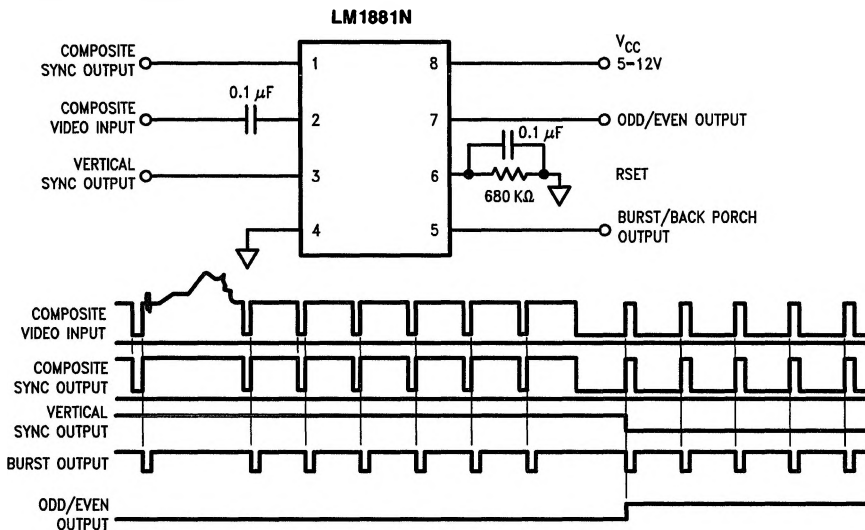 LM1881N
COMPOSITE
SYNC OUTPUT
1
8
VCC
5–12V
COMPOSITE
VIDEO INPUT
0.1 μF
2
7
ODD/EVEN OUTPUT
0.1 μF
VERTICAL
SYNC OUTPUT
3
6
680 KΩ
RSET
4
5
BURST/BACK PORCH
OUTPUT
COMPOSITE
VIDEO INPUT
COMPOSITE
SYNC OUTPUT
VERTICAL
SYNC OUTPUT
BURST OUTPUT
ODD/EVEN
OUTPUT